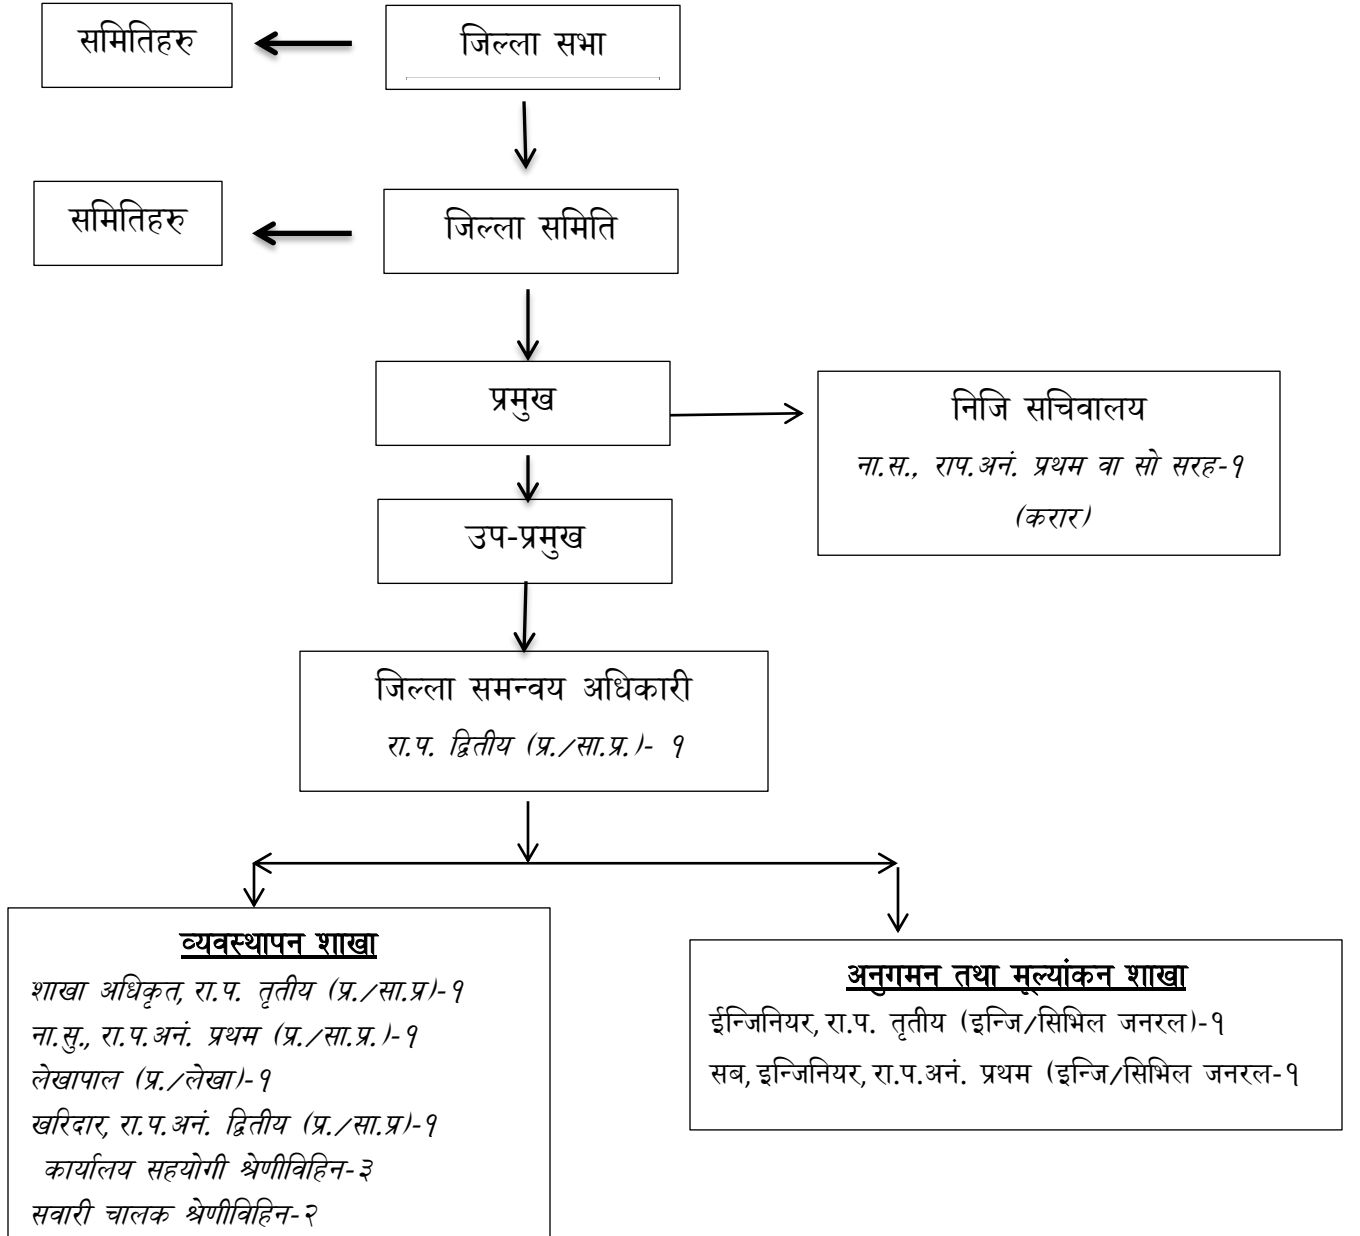 समितिहरु
जिल्ला सभा
समितिहरु
जिल्ला समिति
प्रमुख
निजि सचिवालय
ना.स., राप.अनं. प्रथम वा सो सरह-१
(करार)
उप-प्रमुख
जिल्ला समन्वय अधिकारी
रा.प. द्वितीय (प्र./सा.प्र.)- १
व्यवस्थापन शाखा
शाखा अधिकृत, रा.प. तृतीय (प्र./सा.प्र)-१
ना.सु., रा.प.अनं. प्रथम (प्र./सा.प्र.)-१
लेखापाल (प्र./लेखा)-१
खरिदार, रा.प.अनं. द्वितीय (प्र./सा.प्र)-१
कार्यालय सहयोगी श्रेणीविहिन-३
सवारी चालक श्रेणीविहिन-२
अनुगमन तथा मूल्यांकन शाखा
ईन्जिनियर, रा.प. तृतीय (इन्जि/सिभिल जनरल)-१
सब, इन्जिनियर, रा.प.अनं. प्रथम (इन्जि/सिभिल जनरल-१